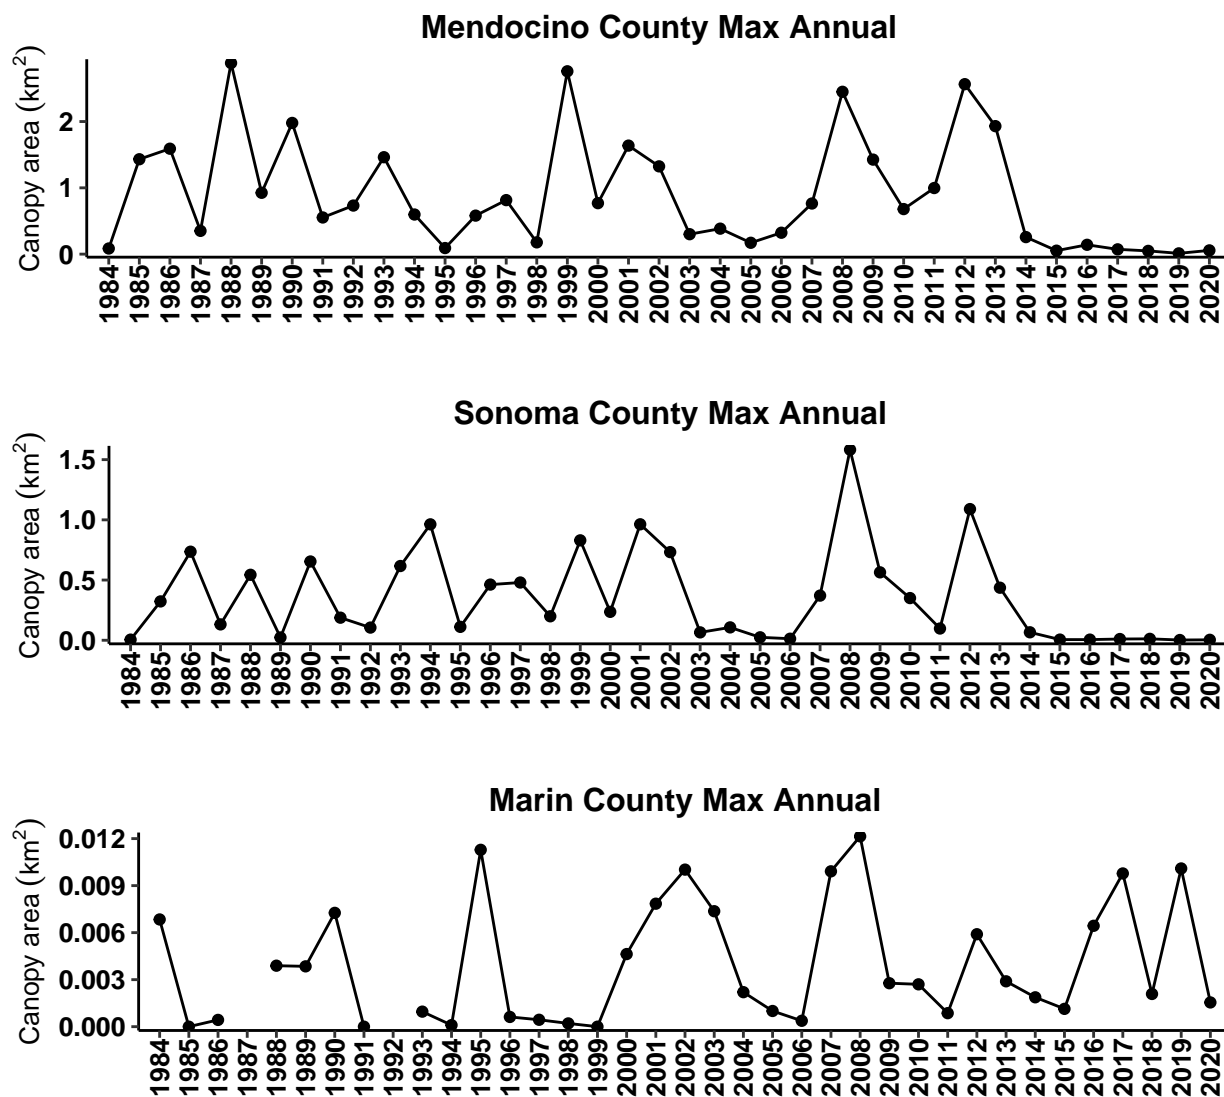 Mendocino County Max Annual
Canopy area (km²)
2
1
0
1984 1985 1986 1987 1988 1989 1990 1991 1992 1993 1994 1995 1996 1997 1998 1999 2000 2001 2002 2003 2004 2005 2006 2007 2008 2009 2010 2011 2012 2013 2014 2015 2016 2017 2018 2019 2020
Sonoma County Max Annual
Canopy area (km²)
1.5
1.0
0.5
0.0
1984 1985 1986 1987 1988 1989 1990 1991 1992 1993 1994 1995 1996 1997 1998 1999 2000 2001 2002 2003 2004 2005 2006 2007 2008 2009 2010 2011 2012 2013 2014 2015 2016 2017 2018 2019 2020
Marin County Max Annual
Canopy area (km²)
0.012
0.009
0.006
0.003
0.000
1984 1985 1986 1987 1988 1989 1990 1991 1992 1993 1994 1995 1996 1997 1998 1999 2000 2001 2002 2003 2004 2005 2006 2007 2008 2009 2010 2011 2012 2013 2014 2015 2016 2017 2018 2019 2020